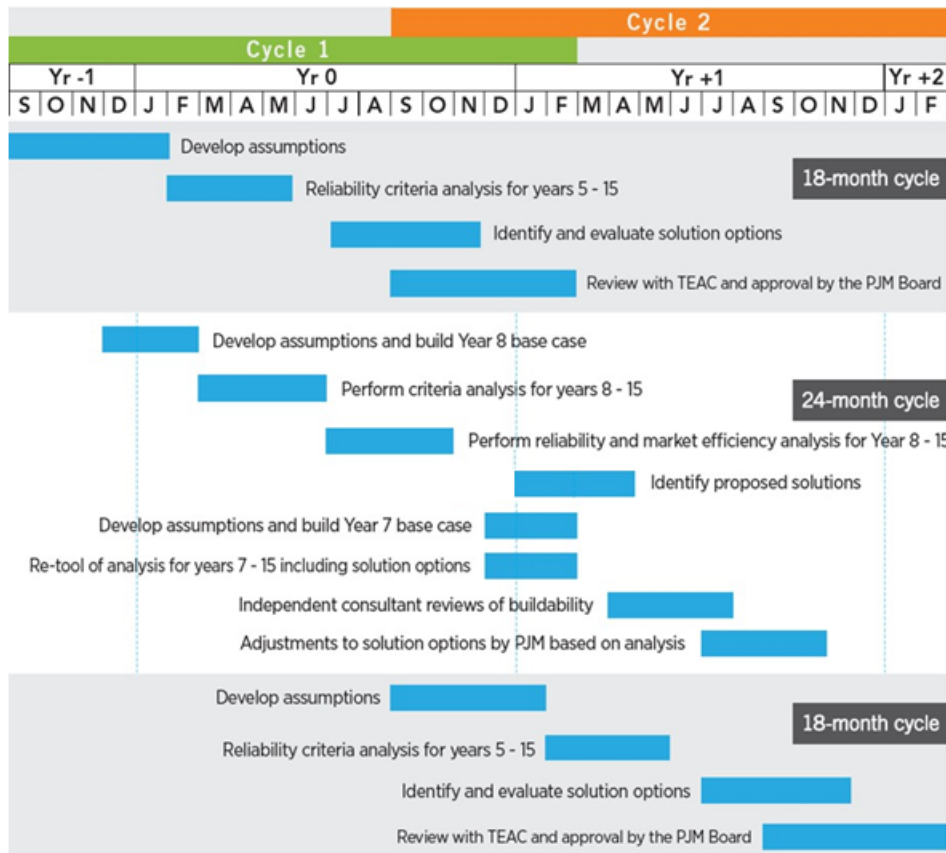 Cycle 2
Cycle 1
Yr -1 Yr 0 Yr +1 Yr +2
S O N D J F M A M J J A S O N D J F M A M J J A S O N D J F
Develop assumptions
18-month cycle
Reliability criteria analysis for years 5 - 15
Identify and evaluate solution options
Review with TEAC and approval by the PJM Board
Develop assumptions and build Year 8 base case
Perform criteria analysis for years 8 - 15
24-month cycle
Perform reliability and market efficiency analysis for Year 8 - 15
Identify proposed solutions
Develop assumptions and build Year 7 base case
Re-tool of analysis for years 7 - 15 including solution options
Independent consultant reviews of buildability
Adjustments to solution options by PJM based on analysis
Develop assumptions
18-month cycle
Reliability criteria analysis for years 5 - 15
Identify and evaluate solution options
Review with TEAC and approval by the PJM Board